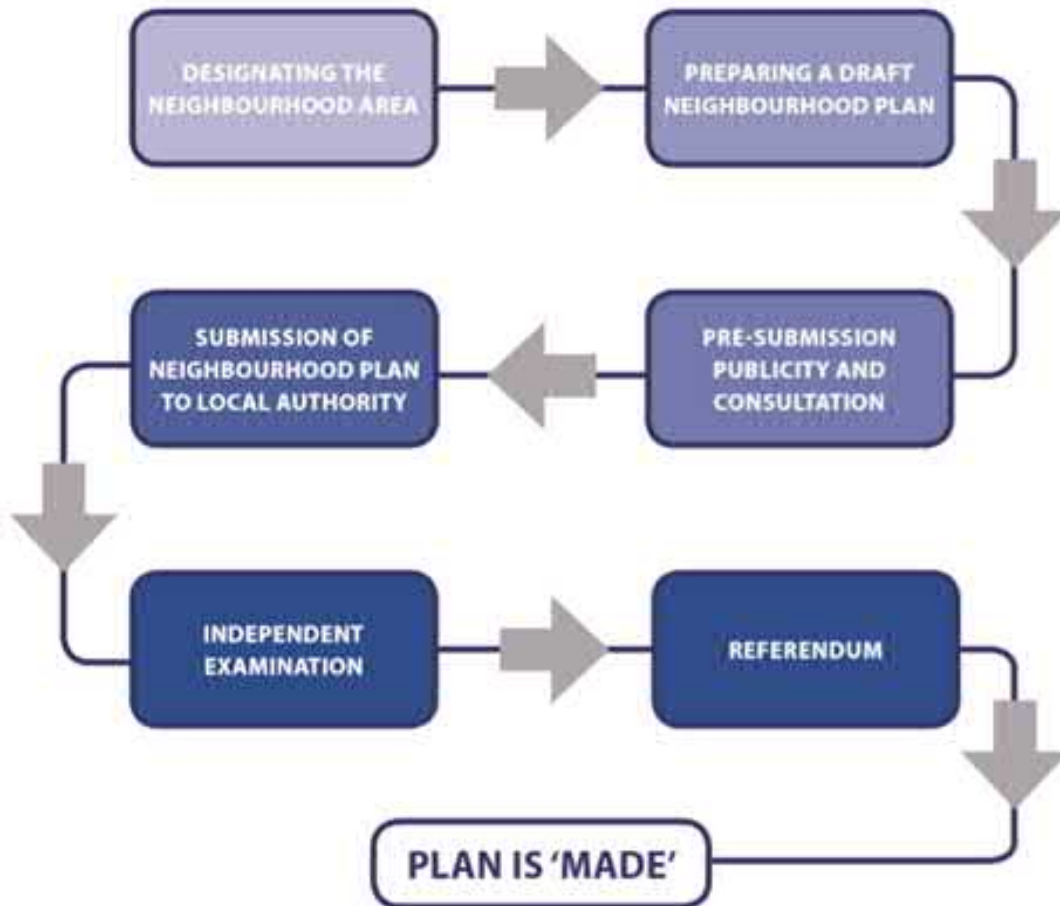 DESIGNATING THE
NEIGHBOURHOOD AREA
PREPARING A DRAFT
NEIGHBOURHOOD PLAN
PRE-SUBMISSION
PUBLICITY AND
CONSULTATION
SUBMISSION OF
NEIGHBOURHOOD PLAN
TO LOCAL AUTHORITY
INDEPENDENT
EXAMINATION
REFERENDUM
PLAN IS ‘MADE’